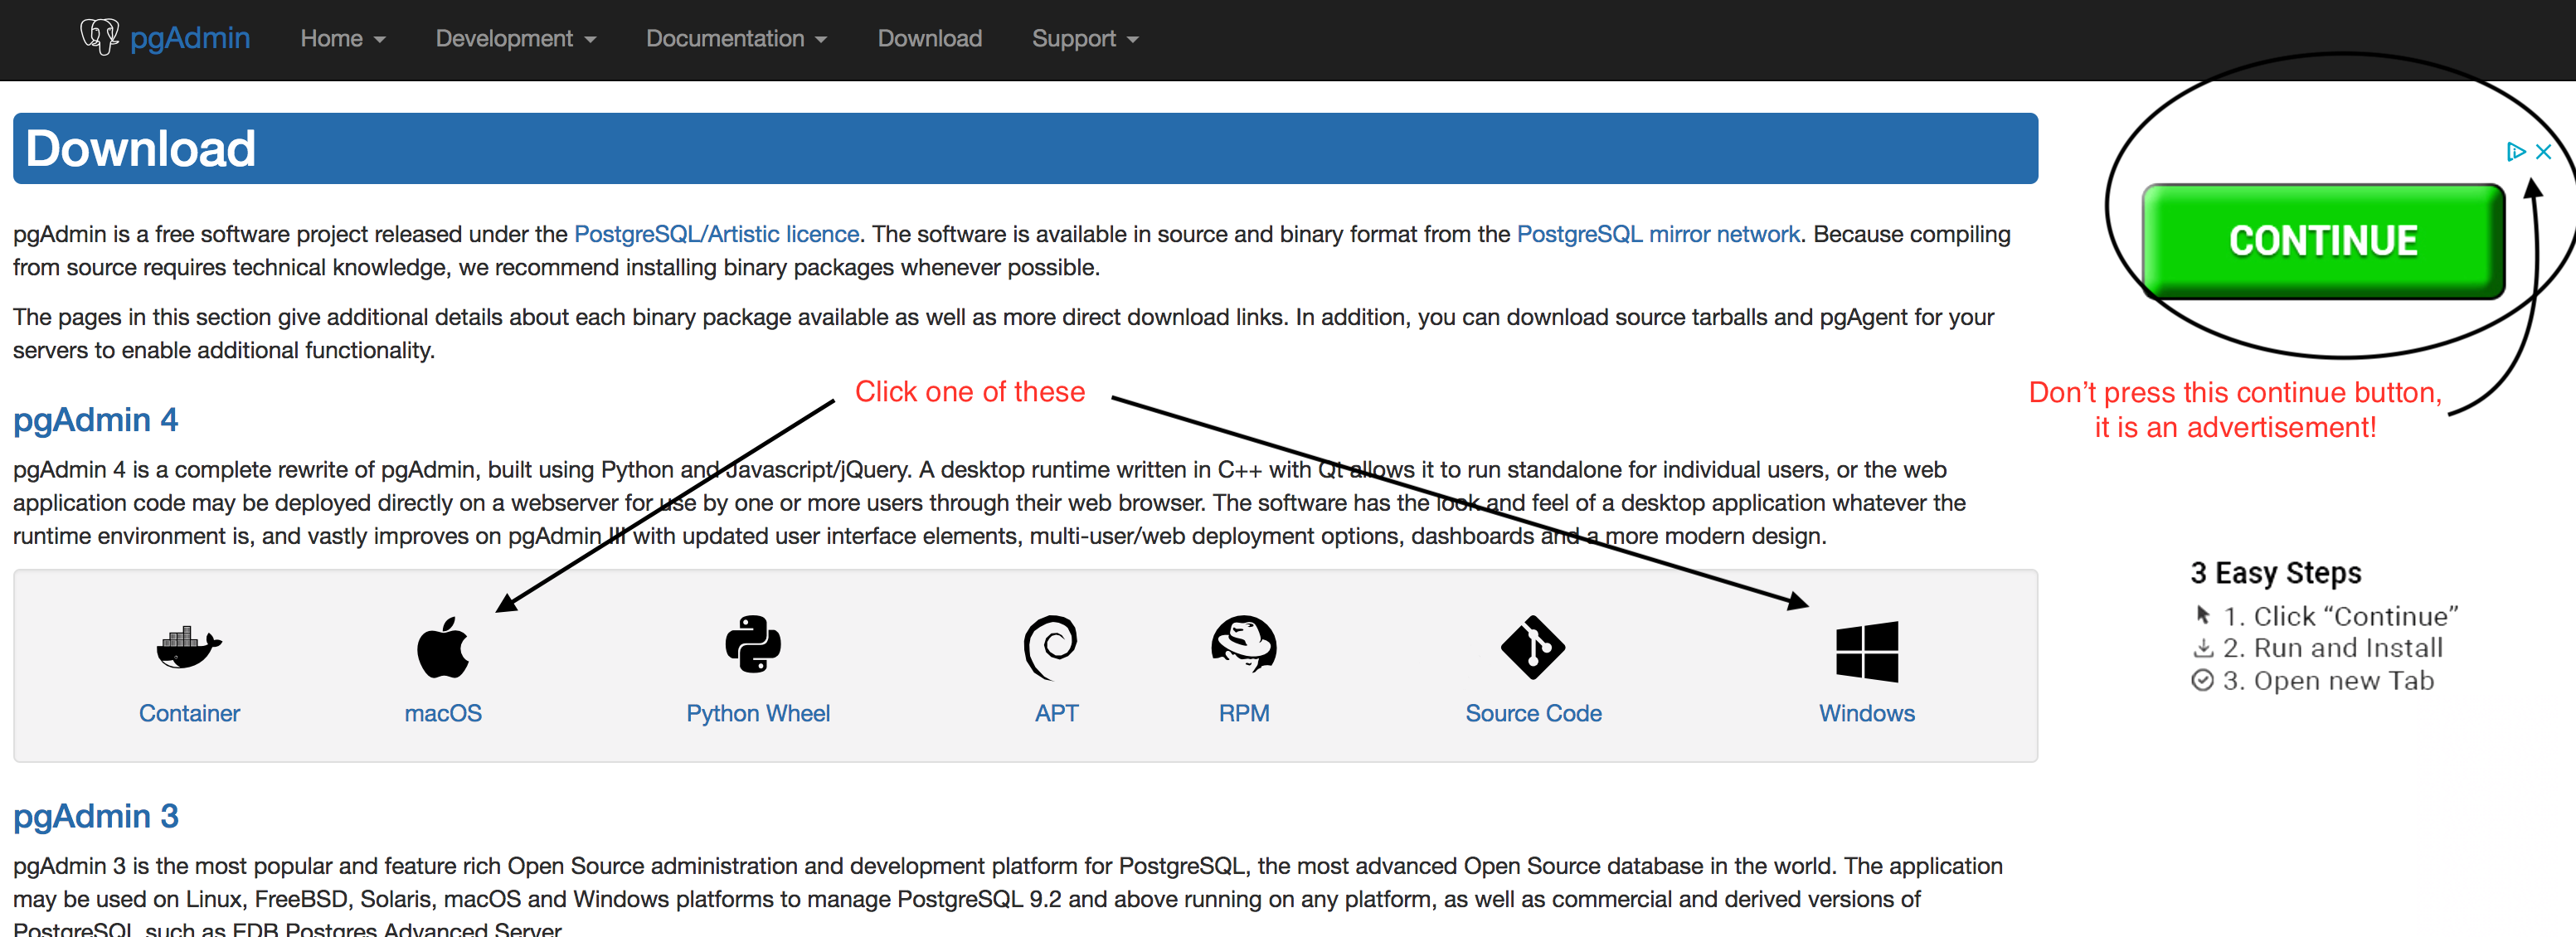 pgAdmin Home Development Documentation Download Support
Download
pgAdmin is a free software project released under the PostgreSQL/Artistic licence. The software is available in source and binary format from the PostgreSQL mirror network. Because compiling
from source requires technical knowledge, we recommend installing binary packages whenever possible.
The pages in this section give additional details about each binary package available as well as more direct download links. In addition, you can download source tarballs and pgAgent for your
servers to enable additional functionality.
Click one of these
pgAdmin 4
pgAdmin 4 is a complete rewrite of pgAdmin, built using Python and Javascript/jQuery. A desktop runtime written in C++ with Qt allows it to run standalone for individual users, or the web
application code may be deployed directly on a webserver for use by one or more users through their web browser. The software has the look and feel of a desktop application whatever the
runtime environment is, and vastly improves on pgAdmin III with updated user interface elements, multi-user/web deployment options, dashboards and a more modern design.
Container macOS Python Wheel APT RPM Source Code Windows
pgAdmin 3
pgAdmin 3 is the most popular and feature rich Open Source administration and development platform for PostgreSQL, the most advanced Open Source database in the world. The application
may be used on Linux, FreeBSD, Solaris, macOS and Windows platforms to manage PostgreSQL 9.2 and above running on any platform, as well as commercial and derived versions of
PostgreSQL such as EDB Postgres Advanced Server.
CONTINUE
Don’t press this continue button,
it is an advertisement!
3 Easy Steps
1. Click “Continue”
2. Run and Install
3. Open new Tab